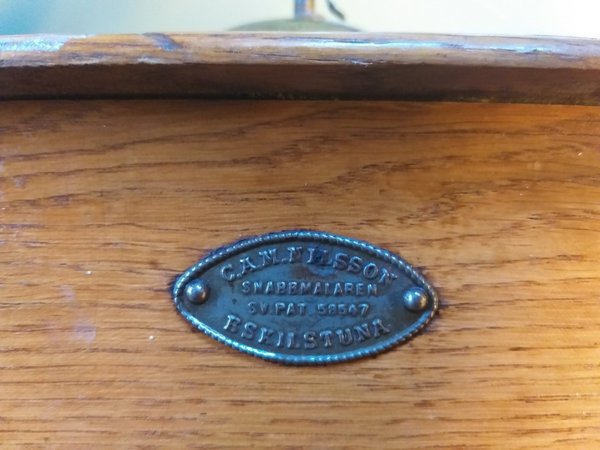 C.A.M. NILSSON
SNABBMALAREN
SV. PAT. 58547
ESKILSTUNA